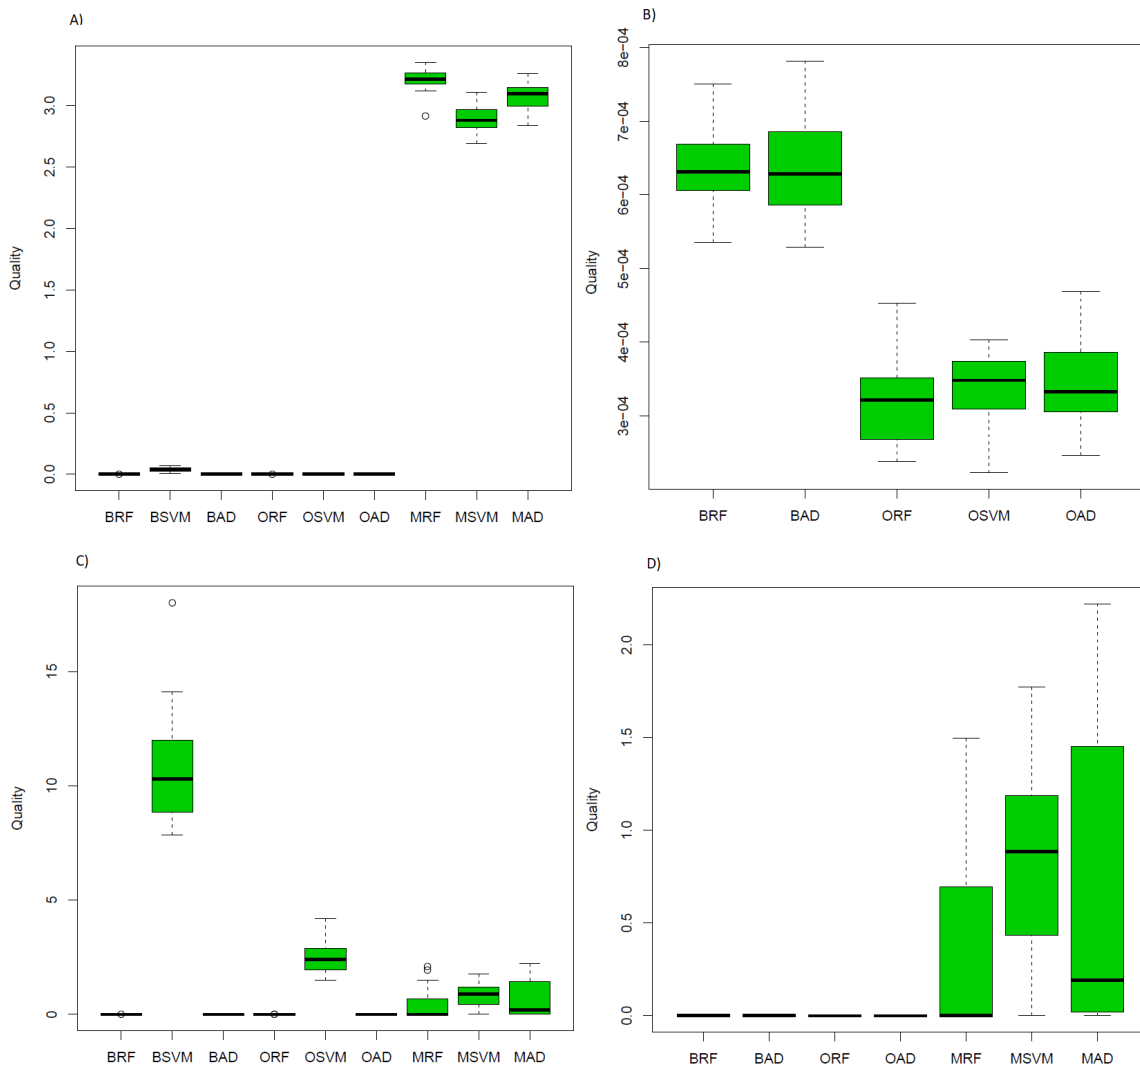 A)
Quality
3.0
2.5
2.0
1.5
1.0
0.5
0.0
BRF BSVM BAD ORF OSVM OAD MRF MSVM MAD
B)
Quality
8e−04
7e−04
6e−04
5e−04
4e−04
3e−04
BRF BAD ORF OSVM OAD
C)
Quality
15
10
5
0
BRF BSVM BAD ORF OSVM OAD MRF MSVM MAD
D)
Quality
2.0
1.5
1.0
0.5
0.0
BRF BAD ORF OAD MRF MSVM MAD